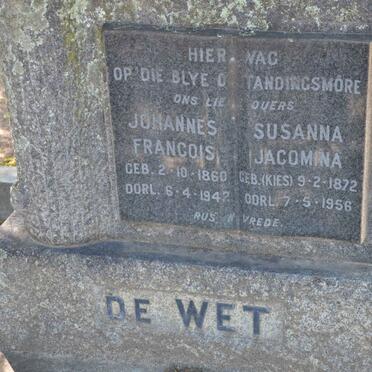 HIER WAG
OP DIE BLYE O TANDINGSMÔRE
ONS LIE OUERS
JOHANNES SUSANNA
FRANCOIS JACOMINA
GEB. 2-10-1860 GEB. (KIES) 9-2-1872
OORL. 6-4-1947 OORL. 7-5-1956
RUS IN VREDE
DE WET